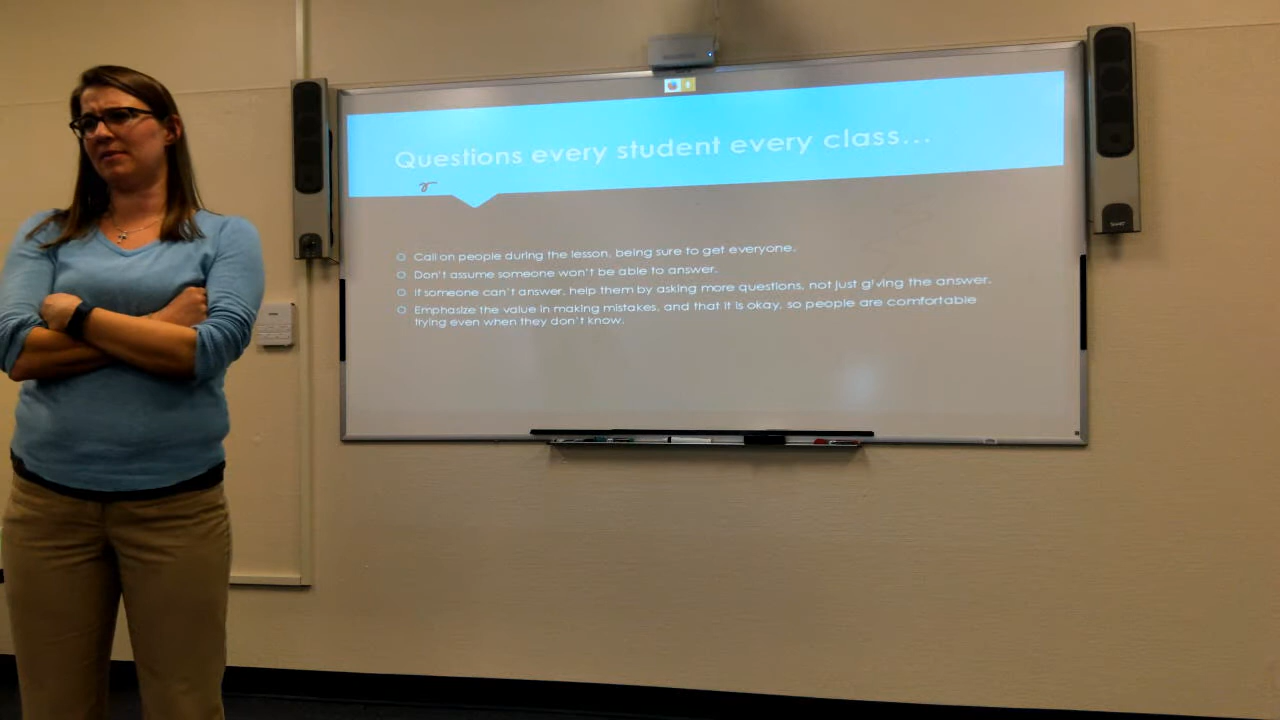 Questions every student every class...
Call on people during the lesson, being sure to get everyone.
Don't assume someone won't be able to answer.
If someone can't answer, help them by asking more questions, not just giving the answer.
Emphasize the value in making mistakes, and that it is okay, so people are comfortable
trying even when they don't know.